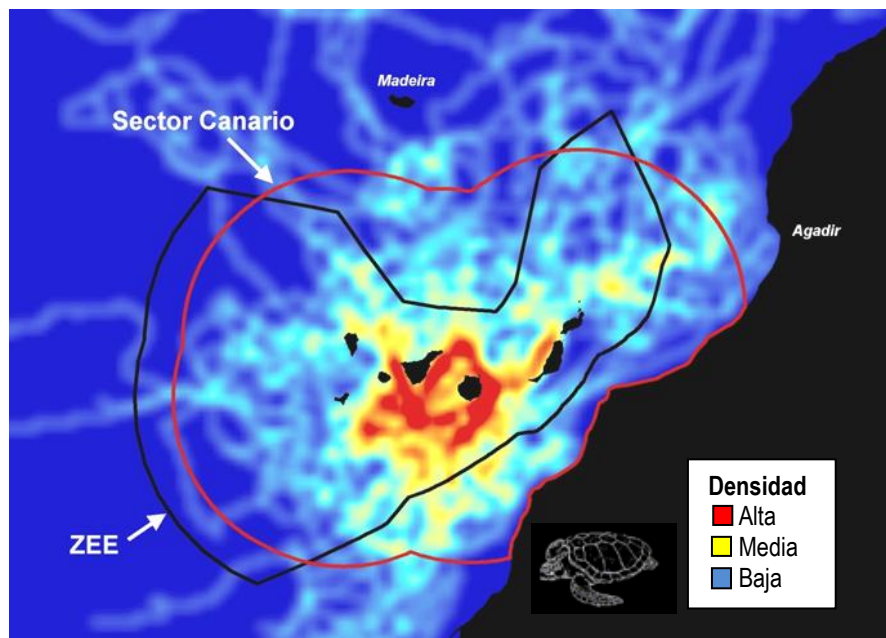 Madeira
Sector Canario
Agadir
ZEE
Densidad
Alta
Media
Baja